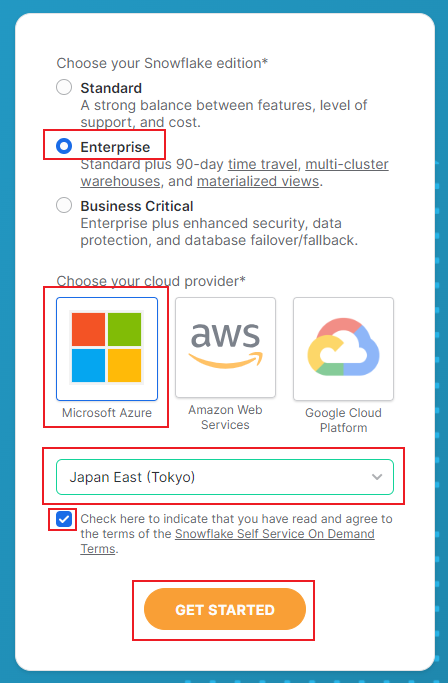 Choose your Snowflake edition*
Standard
A strong balance between features, level of
support, and cost.
Enterprise
Standard plus 90-day time travel, multi-cluster
warehouses, and materialized views.
Business Critical
Enterprise plus enhanced security, data
protection, and database failover/fallback.
Choose your cloud provider*
aws
Microsoft Azure
Amazon Web
Services
Google Cloud
Platform
Japan East (Tokyo)
Check here to indicate that you have read and agree to
the terms of the Snowflake Self Service On Demand
Terms.
GET STARTED